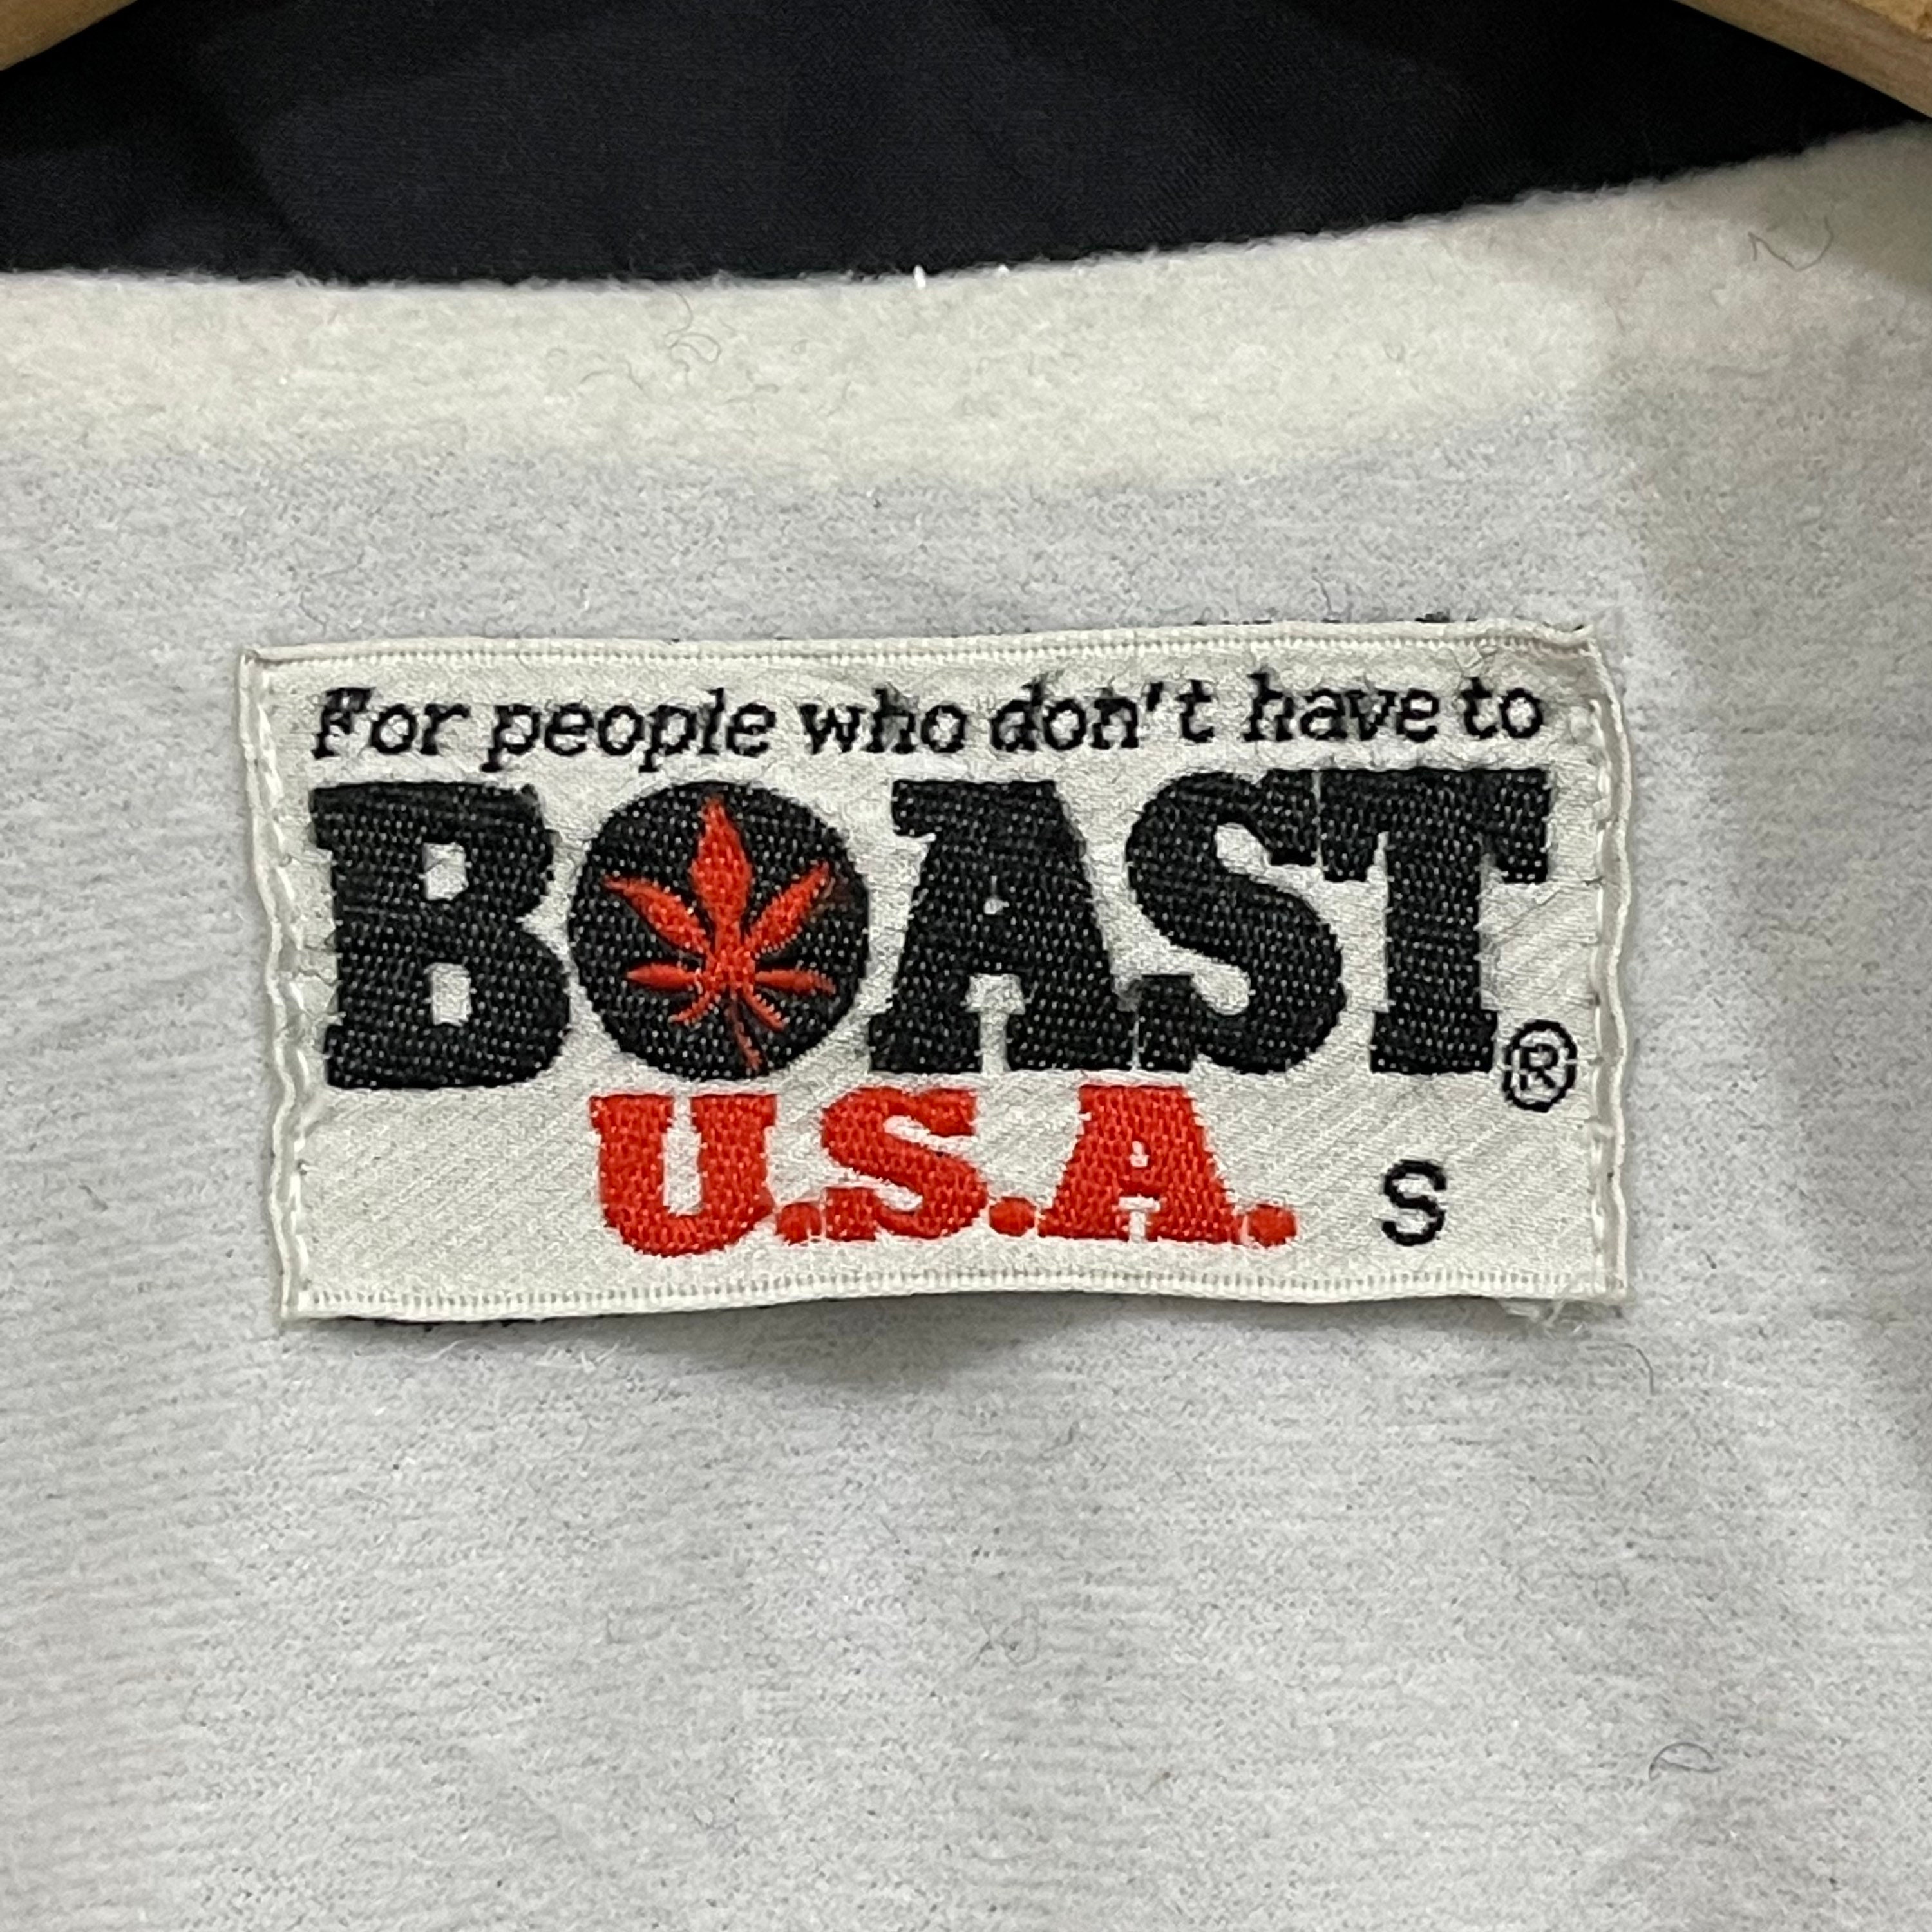 For people who don't have to
BOAST®
U.S.A. S